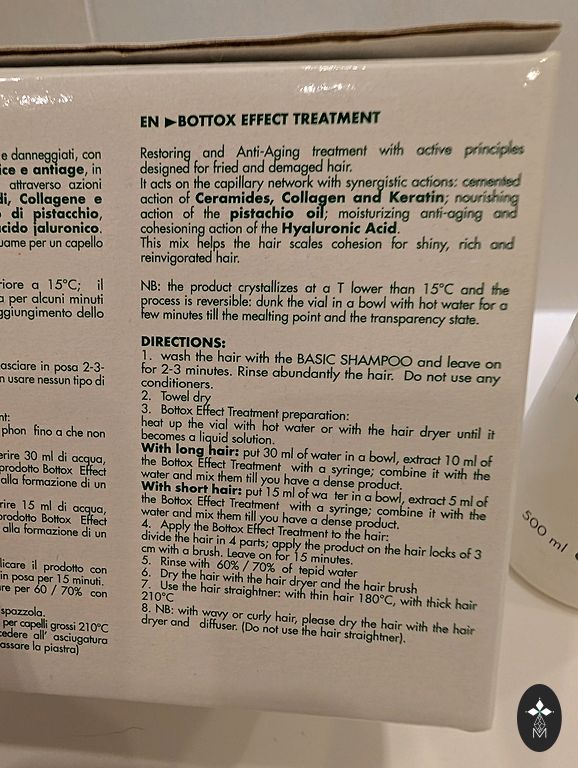 e danneggiati, con
ice e antiage, in
attraverso azioni
di, Collagene e
o di pistacchio,
cido jaluronico.
uame per un capello
riore a 15°C; il
a per alcuni minuti
ggiungimento dello
asciare in posa 2-3-
n usare nessun tipo di
nt:
phon fino a che non
erire 30 ml di acqua,
prodotto Bottox Effect
alla formazione di un
rire 15 ml di acqua,
prodotto Bottox Effect
alla formazione di un
licare il prodotto con
in posa per 15 minuti.
ure per 60 / 70% con
spazzola.
per capelli grossi 210°C
cedere all' asciugatura
assare la piastra)
EN ►BOTTOX EFFECT TREATMENT
Restoring and Anti-Aging treatment with active principles
designed for fried and damaged hair.
It acts on the capillary network with synergistic actions: cemented
action of Ceramides, Collagen and Keratin; nourishing
action of the pistachio oil; moisturizing anti-aging and
cohesioning action of the Hyaluronic Acid.
This mix helps the hair scales cohesion for shiny, rich and
reinvigorated hair.
NB: the product crystallizes at a T lower than 15°C and the
process is reversible: dunk the vial in a bowl with hot water for a
few minutes till the mealting point and the transparency state.
DIRECTIONS:
1. wash the hair with the BASIC SHAMPOO and leave on
for 2-3 minutes. Rinse abundantly the hair. Do not use any
conditioners.
2. Towel dry
3. Bottox Effect Treatment preparation:
heat up the vial with hot water or with the hair dryer until it
becomes a liquid solution.
With long hair: put 30 ml of water in a bowl, extract 10 ml of
the Bottox Effect Treatment with a syringe; combine it with the
water and mix them till you have a dense product.
With short hair: put 15 ml of wa ter in a bowl, extract 5 ml of
the Bottox Effect Treatment with a syringe; combine it with the
water and mix them till you have a dense product.
4. Apply the Bottox Effect Treatment to the hair:
divide the hair in 4 parts; apply the product on the hair locks of 3
cm with a brush. Leave on for 15 minutes.
5. Rinse with 60% / 70% of tepid water
6. Dry the hair with the hair dryer and the hair brush
7. Use the hair straightner: with thin hair 180°C, with thick hair
210°C
8. NB: with wavy or curly hair, please dry the hair with the hair
dryer and diffuser. (Do not use the hair straightner).
500 ml
M